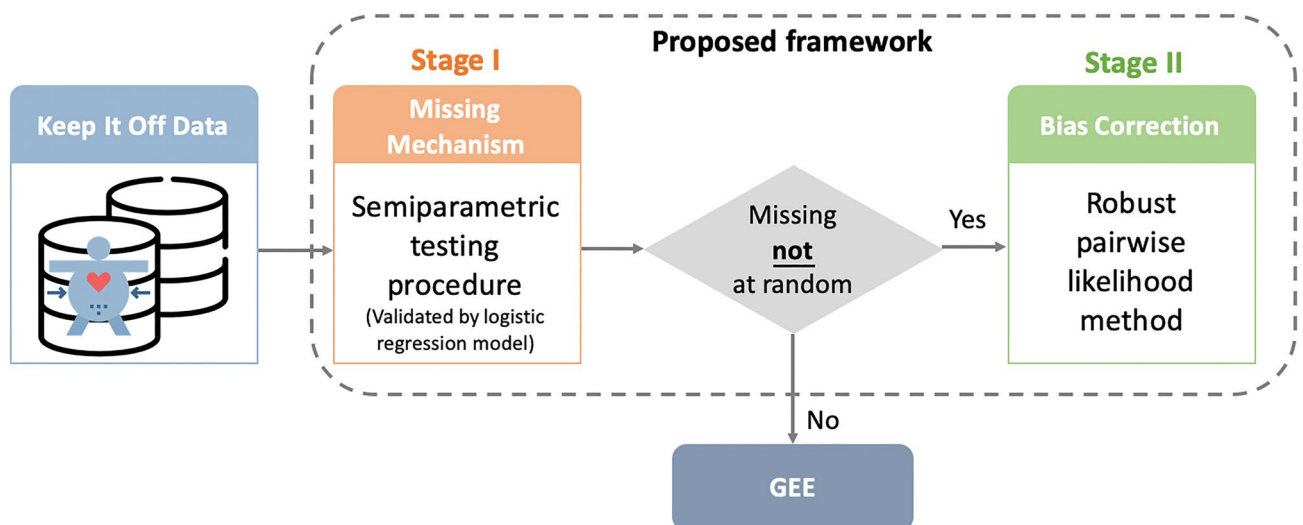 Proposed framework
Keep It Off Data
Stage I
Missing
Mechanism
Semiparametric
testing
procedure
(Validated by logistic
regression model)
Missing
not
at random
Yes
No
GEE
Stage II
Bias Correction
Robust
pairwise
likelihood
method